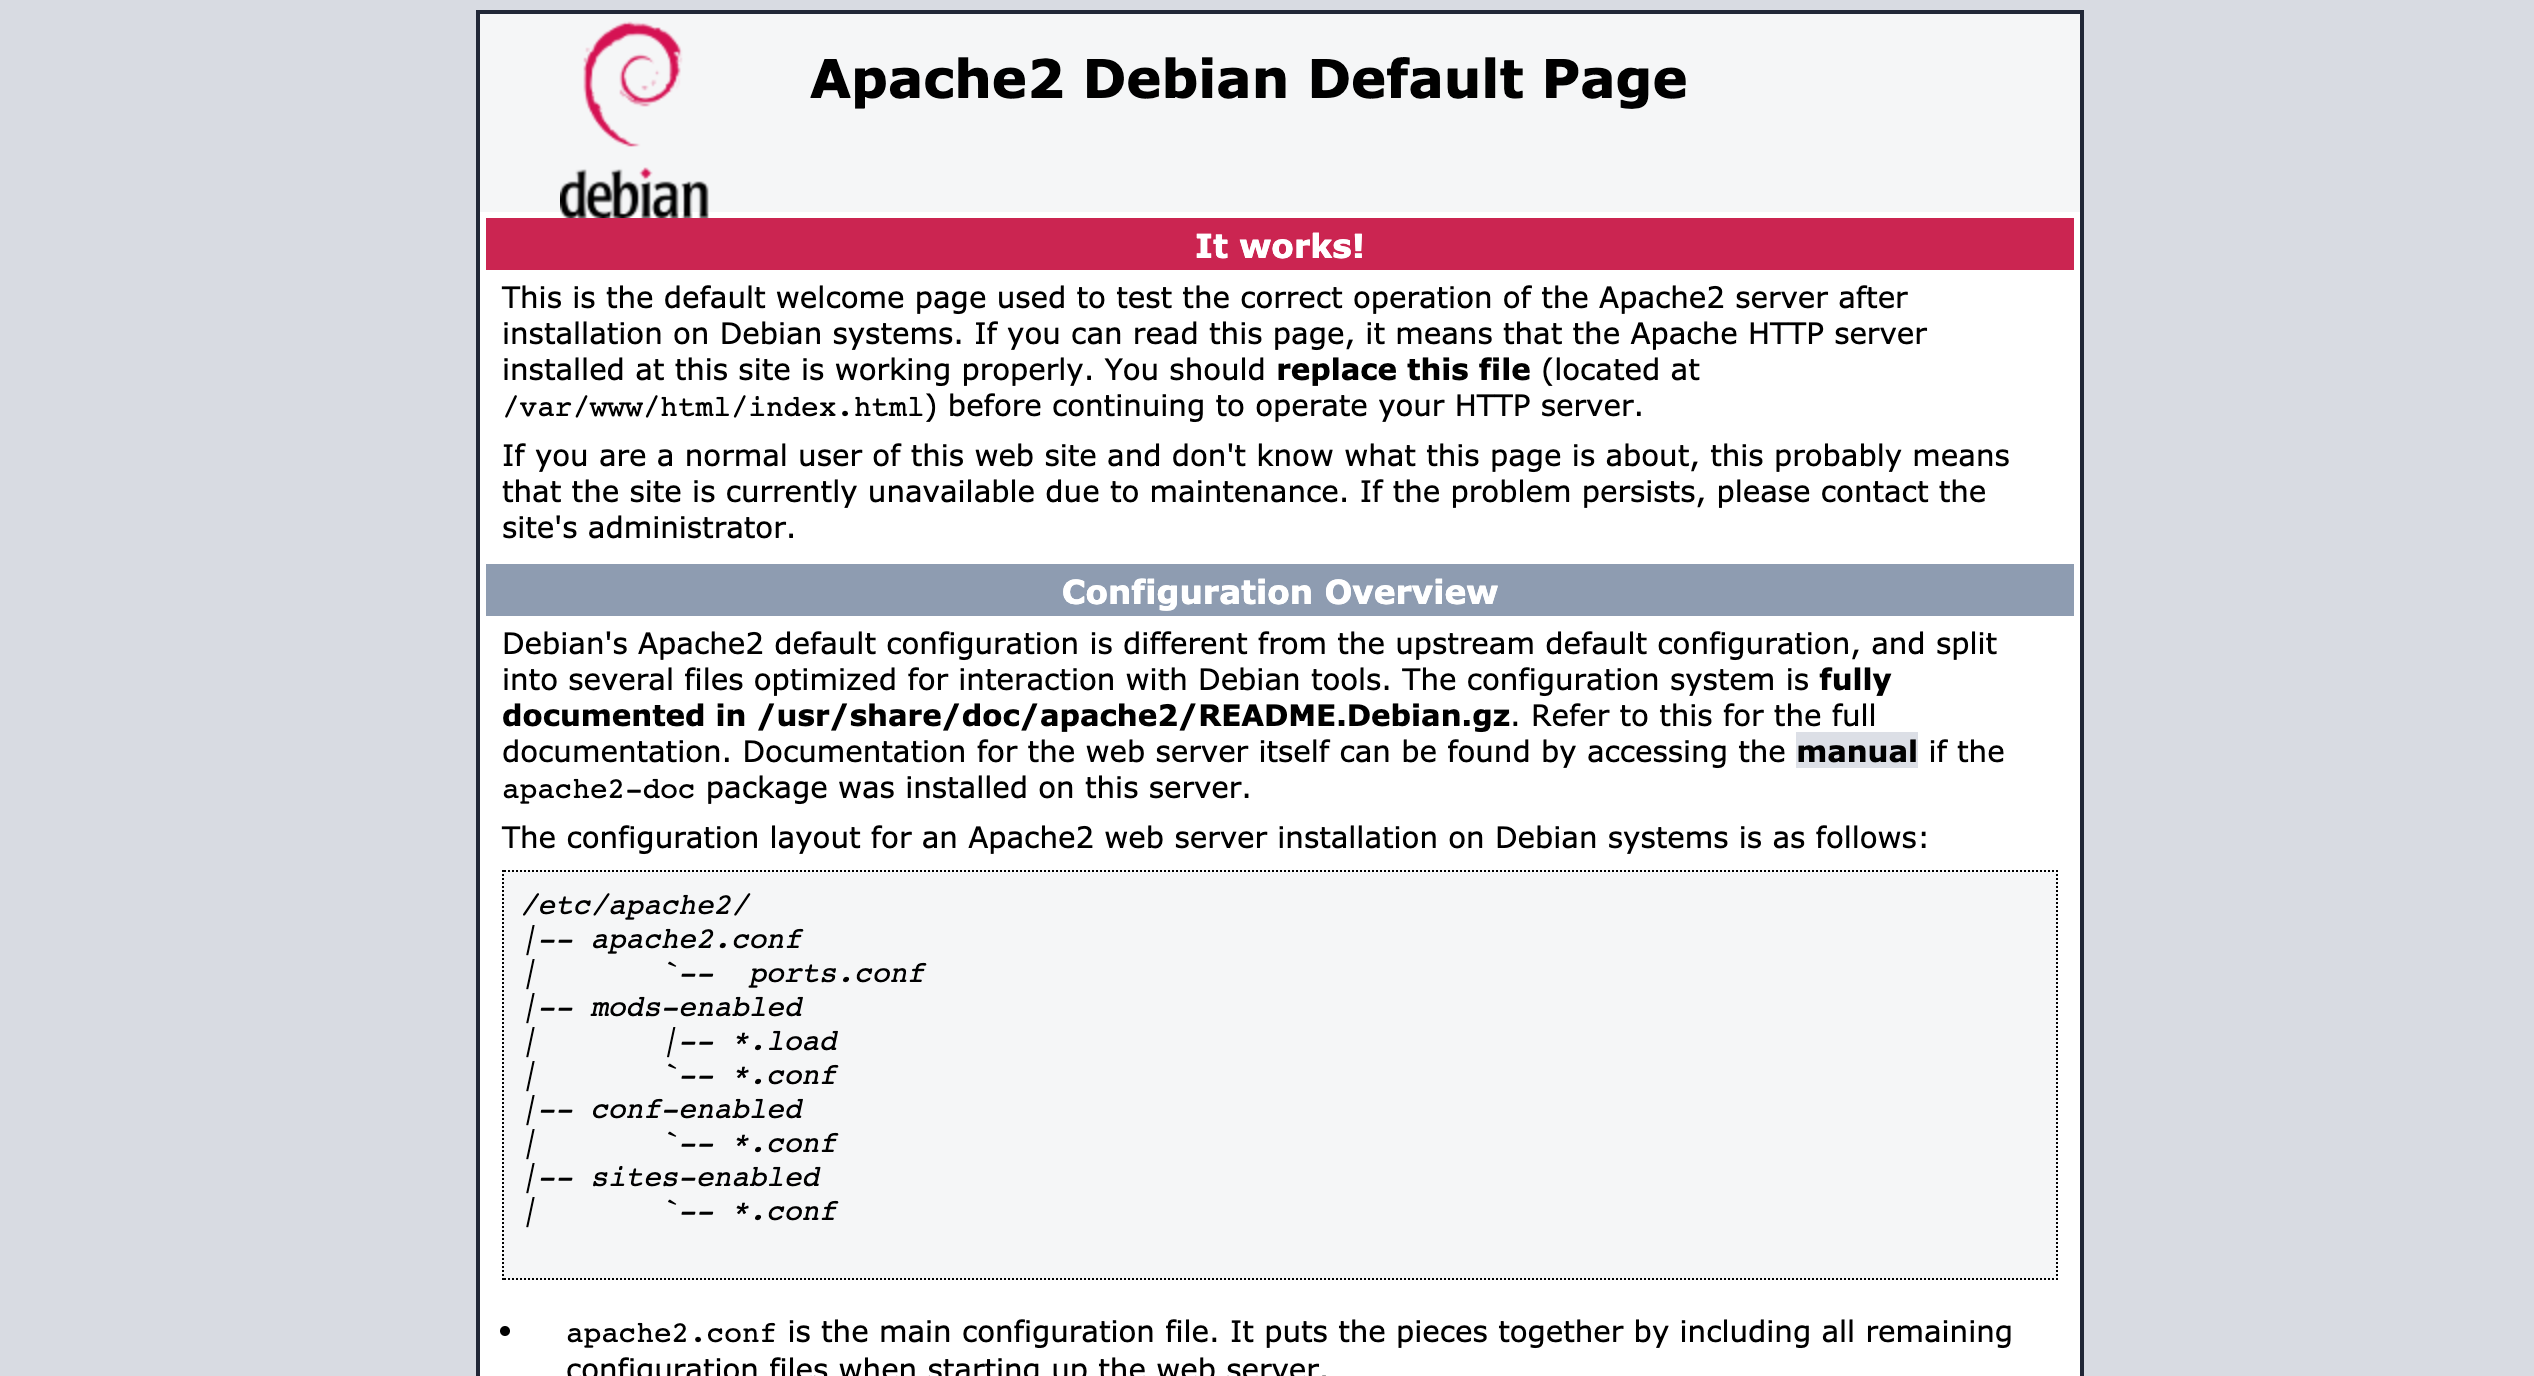 debian
Apache2 Debian Default Page
It works!
This is the default welcome page used to test the correct operation of the Apache2 server after
installation on Debian systems. If you can read this page, it means that the Apache HTTP server
installed at this site is working properly. You should replace this file (located at
/var/www/html/index.html) before continuing to operate your HTTP server.
If you are a normal user of this web site and don't know what this page is about, this probably means
that the site is currently unavailable due to maintenance. If the problem persists, please contact the
site's administrator.
Configuration Overview
Debian's Apache2 default configuration is different from the upstream default configuration, and split
into several files optimized for interaction with Debian tools. The configuration system is fully
documented in /usr/share/doc/apache2/README.Debian.gz. Refer to this for the full
documentation. Documentation for the web server itself can be found by accessing the manual if the
apache2-doc package was installed on this server.
The configuration layout for an Apache2 web server installation on Debian systems is as follows:
/etc/apache2/
|-- apache2.conf
|       `--  ports.conf
|-- mods-enabled
|       |-- *.load
|       `-- *.conf
|-- conf-enabled
|       `-- *.conf
|-- sites-enabled
|       `-- *.conf
• apache2.conf is the main configuration file. It puts the pieces together by including all remaining
configuration files when starting up the web server.